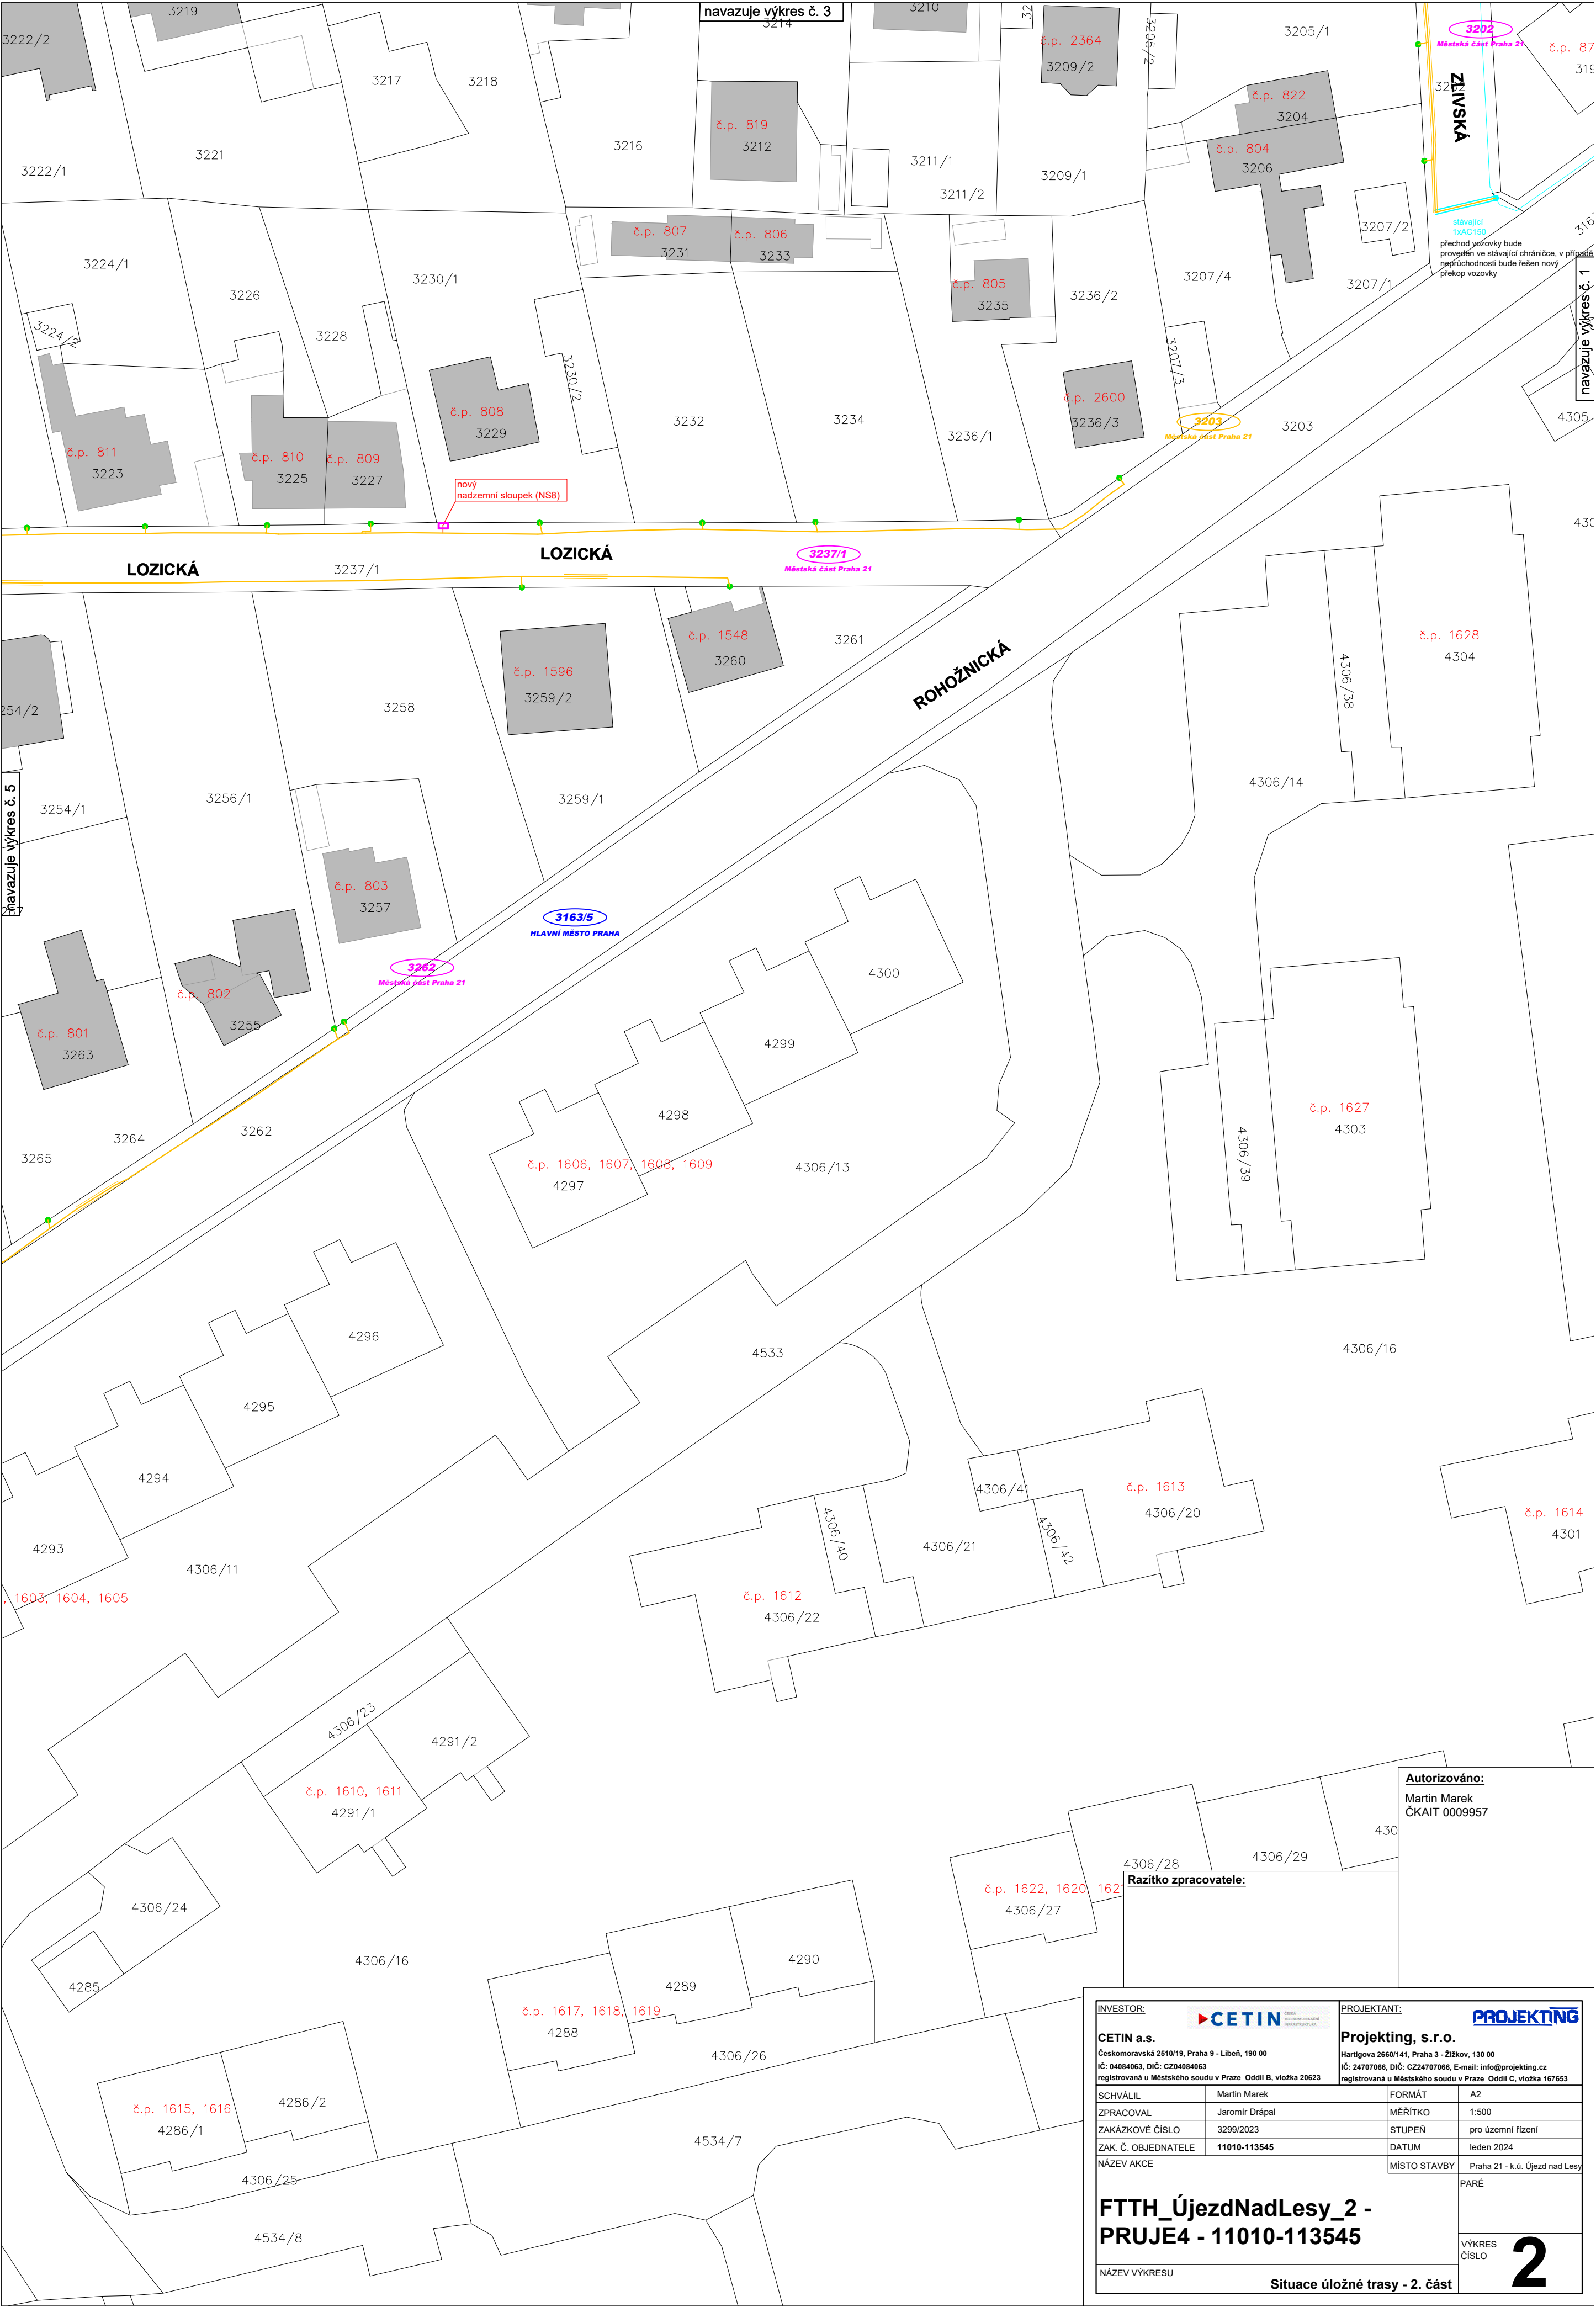 navazuje výkres č. 3
3222/2
3219
3217
3218
3214
3210
č.p. 2364
3209/2
3205/2
3205/1
3202
Městská část Praha 21
3202
ZLIVSKÁ
č.p. 822
3204
č.p. 804
3206
3221
3222/1
3216
č.p. 819
3212
3211/1
3211/2
3209/1
3207/2
stávající
1xAC150
přechod vozovky bude
proveden ve stávající chráničce, v případě
neprůchodnosti bude řešen nový
překop vozovky
navazuje výkres č. 1
3224/1
3226
3228
3230/1
č.p. 807
3231
č.p. 806
3233
č.p. 805
3235
3236/2
3207/4
3207/1
3224/2
3230/2
3207/3
č.p. 808
3229
3232
3234
3236/1
č.p. 2600
3236/3
3203
Městská část Praha 21
3203
4305
č.p. 811
3223
č.p. 810
3225
č.p. 809
3227
nový
nadzemní sloupek (NS8)
LOZICKÁ
LOZICKÁ
3237/1
3237/1
Městská část Praha 21
č.p. 1596
3259/2
č.p. 1548
3260
3261
ROHOŽNICKÁ
4306/38
č.p. 1628
4304
254/2
3258
3254/1
3256/1
3259/1
4306/14
navazuje výkres č. 5
č.p. 803
3257
3163/5
HLAVNÍ MĚSTO PRAHA
3262
Městská část Praha 21
č.p. 802
3255
č.p. 801
3263
4300
4299
4298
č.p. 1606, 1607, 1608, 1609
4297
4306/13
4306/39
č.p. 1627
4303
3265
3264
3262
4296
4295
4294
4293
4533
4306/16
4306/11
, 1603, 1604, 1605
4306/41
č.p. 1613
4306/20
4306/40
4306/21
4306/42
č.p. 1612
4306/22
č.p. 1614
4301
4306/23
4291/2
č.p. 1610, 1611
4291/1
4306/24
4285
4306/16
č.p. 1617, 1618, 1619
4288
4289
4290
4306/26
č.p. 1622, 1620, 1621
4306/27
4306/28
4306/29
č.p. 1615, 1616
4286/1
4286/2
4306/25
4534/7
4534/8
Autorizováno:
Martin Marek
ČKAIT 0009957
Razítko zpracovatele:
INVESTOR:
CETIN
CETIN a.s.
Českomoravská 2510/19, Praha 9 - Libeň, 190 00
IČ: 04084063, DIČ: CZ04084063
registrovaná u Městského soudu v Praze Oddíl B, vložka 20623
PROJEKTANT:
PROJEKTING
Projekting, s.r.o.
Hartigova 2660/141, Praha 3 - Žižkov, 130 00
IČ: 24707066, DIČ: CZ24707066, E-mail: info@projekting.cz
registrovaná u Městského soudu v Praze Oddíl C, vložka 167653
SCHVÁLIL Martin Marek FORMÁT A2
ZPRACOVAL Jaromír Drápal MĚŘÍTKO 1:500
ZAKÁZKOVÉ ČÍSLO 3299/2023 STUPEŇ pro územní řízení
ZAK. Č. OBJEDNATELE 11010-113545 DATUM leden 2024
NÁZEV AKCE MÍSTO STAVBY Praha 21 - k.ú. Újezd nad Lesy
PARÉ
FTTH_ÚjezdNadLesy_2 -
PRUJE4 - 11010-113545
VÝKRES
ČÍSLO 2
NÁZEV VÝKRESU
Situace úložné trasy - 2. část